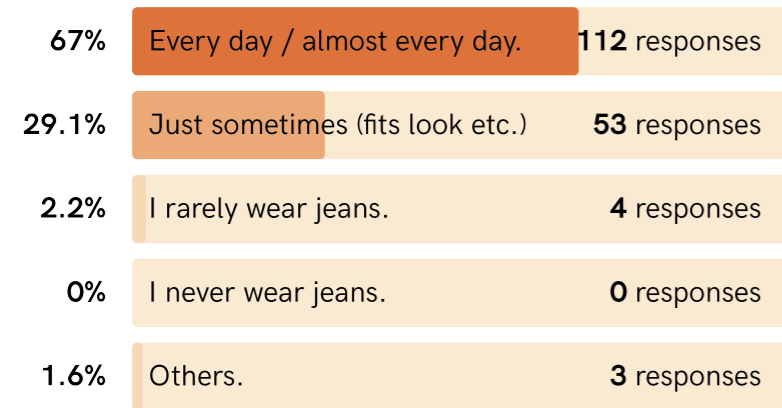 67% Every day / almost every day. 112 responses
29.1% Just sometimes (fits look etc.) 53 responses
2.2% I rarely wear jeans. 4 responses
0% I never wear jeans. 0 responses
1.6% Others. 3 responses